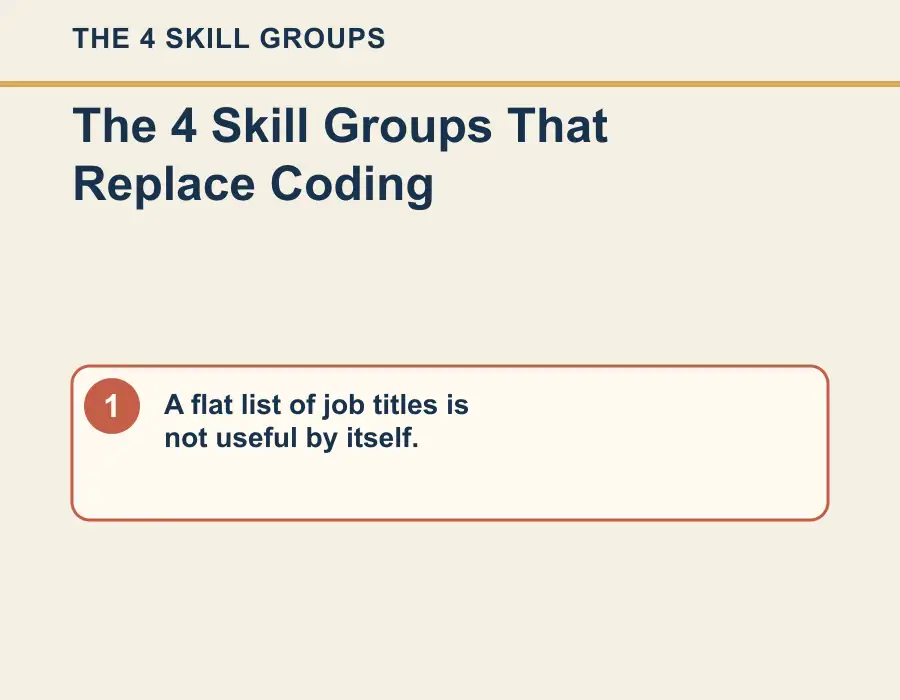 THE 4 SKILL GROUPS
The 4 Skill Groups That
Replace Coding
1
A flat list of job titles is
not useful by itself.